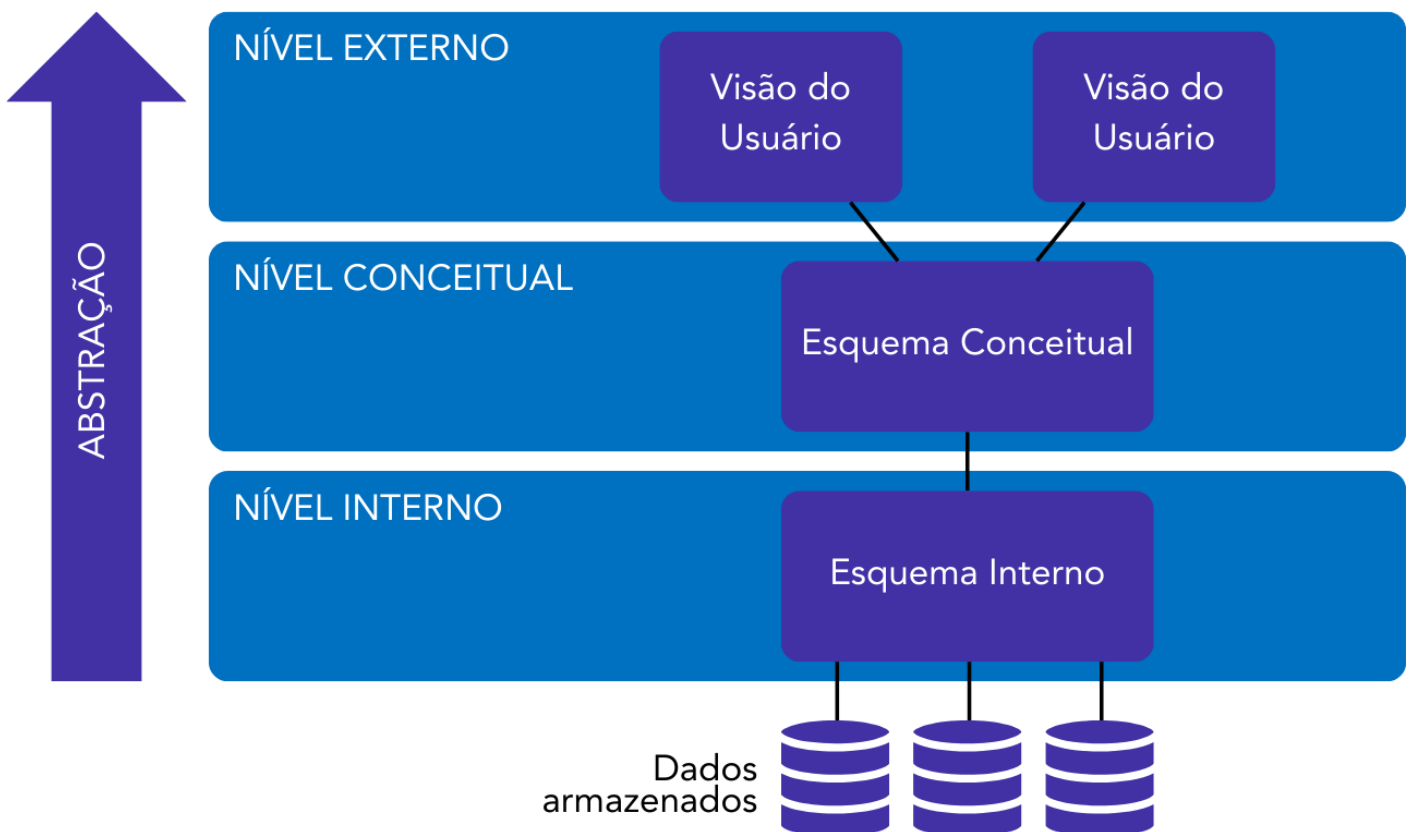 NÍVEL EXTERNO
Visão do
Usuário
Visão do
Usuário
ABSTRAÇÃO
NÍVEL CONCEITUAL
Esquema Conceitual
NÍVEL INTERNO
Esquema Interno
Dados
armazenados